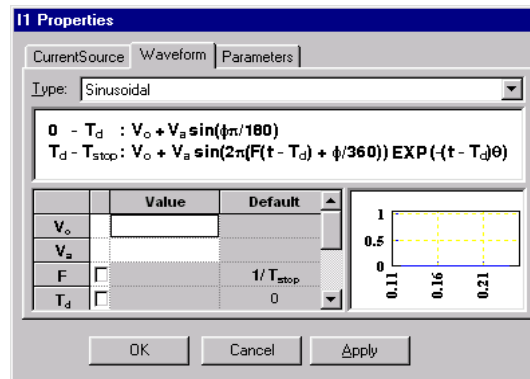 I1 Properties
CurrentSource Waveform Parameters
Type: Sinusoidal
0 - Td : Vo + Va sin(ϕπ/180)
Td - Tstop : Vo + Va sin(2π(F(t - Td) + ϕ/360)) EXP(-(t - Td)θ)
Value Default
Vo
Va
F 1/Tstop
Td 0
1
0.5
0
0.11 0.16 0.21
OK Cancel Apply